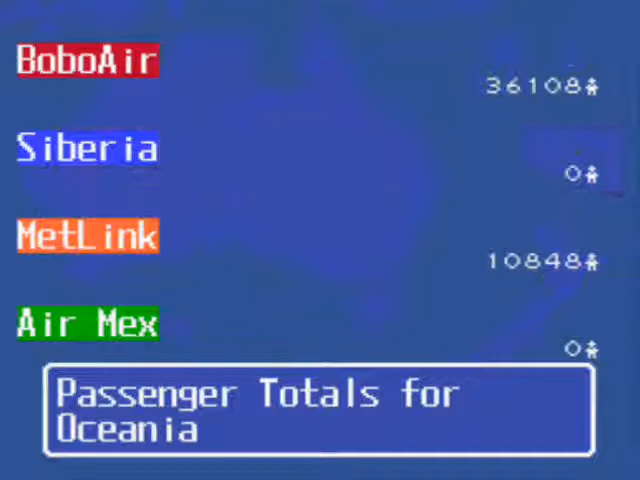 BoboAir
36108
Siberia
0
MetLink
10848
Air Mex
0
Passenger Totals for
Oceania